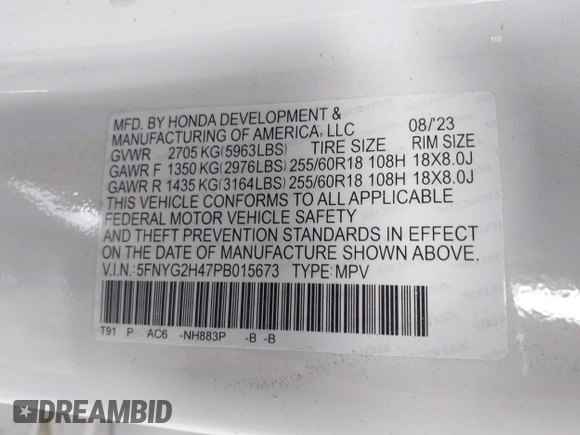 MFD. BY HONDA DEVELOPMENT &
MANUFACTURING OF AMERICA, LLC 08/'23
GVWR 2705 KG(5963LBS) TIRE SIZE RIM SIZE
GAWR F 1350 KG(2976LBS) 255/60R18 108H 18X8.0J
GAWR R 1435 KG(3164LBS) 255/60R18 108H 18X8.0J
THIS VEHICLE CONFORMS TO ALL APPLICABLE
FEDERAL MOTOR VEHICLE SAFETY
AND THEFT PREVENTION STANDARDS IN EFFECT
ON THE DATE OF MANUFACTURE SHOWN ABOVE.
V.I.N.:5FNYG2H47PB015673 TYPE:MPV
T91 P AC6 -NH883P -B -B
DREAMBID